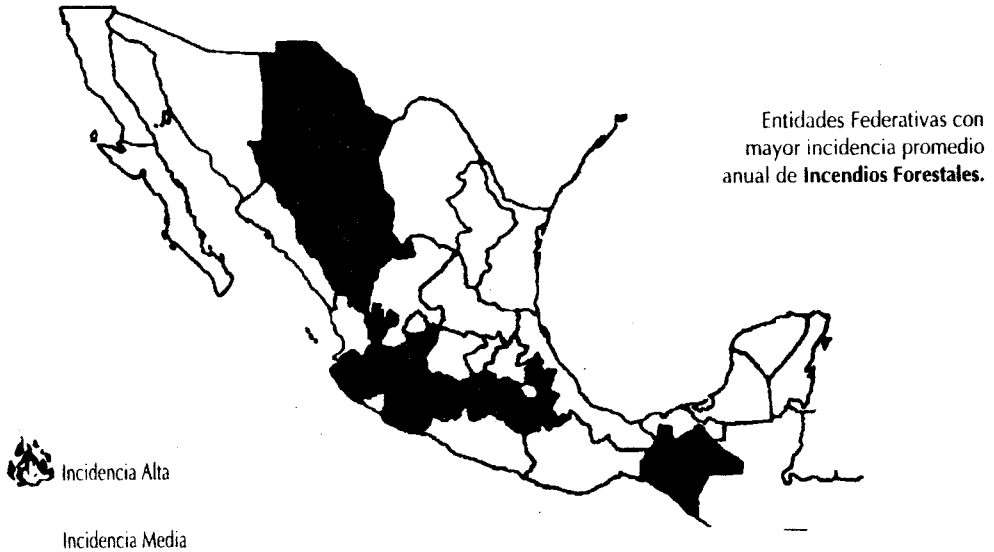 Entidades Federativas con
mayor incidencia promedio
anual de Incendios Forestales.
Incidencia Alta
Incidencia Media